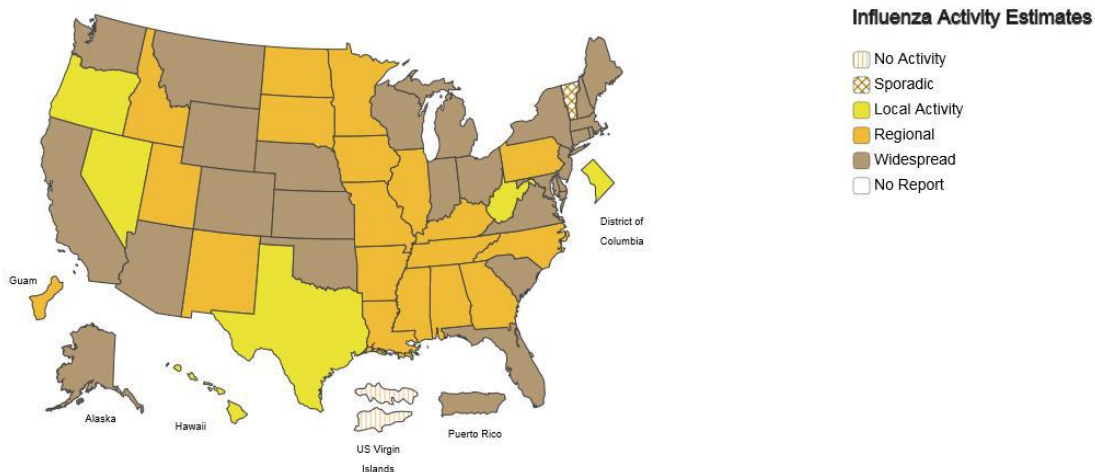 Influenza Activity Estimates
No Activity
Sporadic
Local Activity
Regional
Widespread
No Report
District of
Columbia
Guam
Alaska
Hawaii
US Virgin
Islands
Puerto Rico